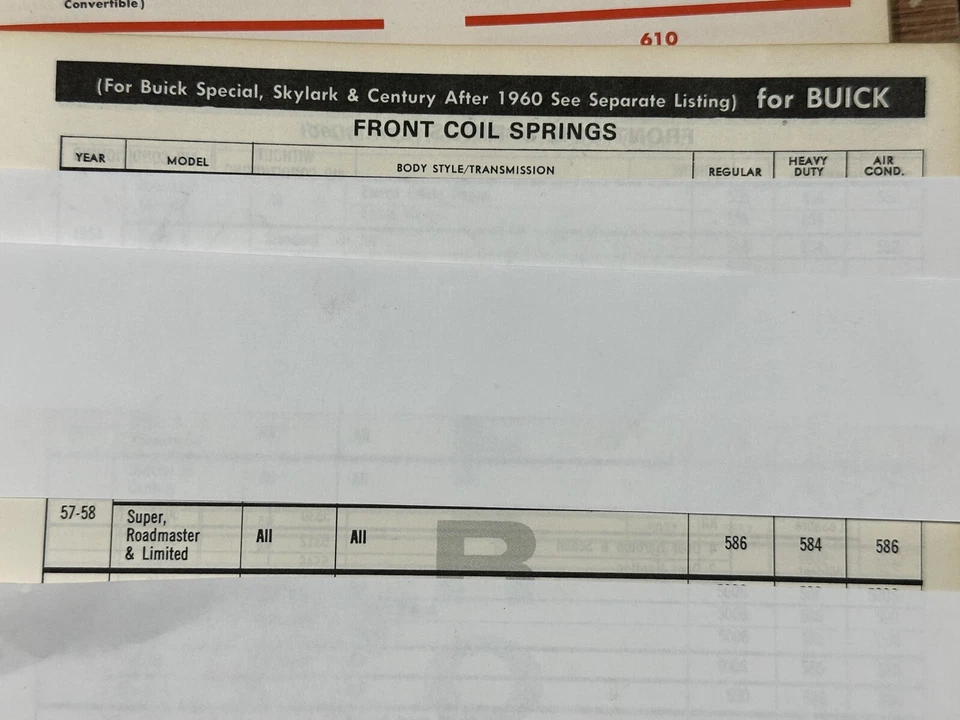 Convertible)
610
(For Buick Special, Skylark & Century After 1960 See Separate Listing) for BUICK
FRONT COIL SPRINGS
YEAR MODEL BODY STYLE/TRANSMISSION REGULAR HEAVY DUTY AIR COND.
57-58 Super, Roadmaster & Limited All All 586 584 586
R